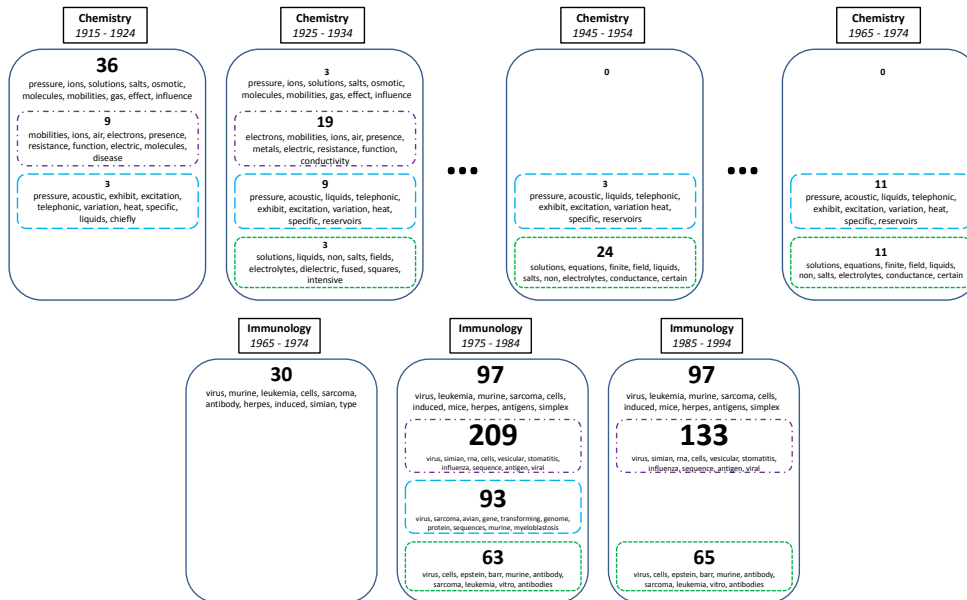 Chemistry
1915 - 1924
36
pressure, ions, solutions, salts, osmotic,
molecules, mobilities, gas, effect, influence
9
mobilities, ions, air, electrons, presence,
resistance, function, electric, molecules,
disease
3
pressure, acoustic, exhibit, excitation,
telephonic, variation, heat, specific,
liquids, chiefly
Chemistry
1925 - 1934
3
pressure, ions, solutions, salts, osmotic,
molecules, mobilities, gas, effect, influence
19
electrons, mobilities, ions, air, presence,
metals, electric, resistance, function,
conductivity
9
pressure, acoustic, liquids, telephonic,
exhibit, excitation, variation, heat,
specific, reservoirs
3
solutions, liquids, non, salts, fields,
electrolytes, dielectric, fused, squares,
intensive
...
Chemistry
1945 - 1954
0
3
pressure, acoustic, liquids, telephonic,
exhibit, excitation, variation heat,
specific, reservoirs
24
solutions, equations, finite, field, liquids,
salts, non, electrolytes, conductance, certain
...
Chemistry
1965 - 1974
0
11
pressure, acoustic, liquids, telephonic,
exhibit, excitation, variation, heat,
specific, reservoirs
11
solutions, equations, finite, field, liquids,
non, salts, electrolytes, conductance, certain
Immunology
1965 - 1974
30
virus, murine, leukemia, cells, sarcoma,
antibody, herpes, induced, simian, type
Immunology
1975 - 1984
97
virus, leukemia, murine, sarcoma, cells,
induced, mice, herpes, antigens, simplex
209
virus, simian, rna, cells, vesicular, stomatitis,
influenza, sequence, antigen, viral
93
virus, sarcoma, avian, gene, transforming, genome,
protein, sequences, murine, myeloblastosis
63
virus, cells, epstein, barr, murine, antibody,
sarcoma, leukemia, vitro, antibodies
Immunology
1985 - 1994
97
virus, leukemia, murine, sarcoma, cells,
induced, mice, herpes, antigens, simplex
133
virus, simian, rna, cells, vesicular, stomatitis,
influenza, sequence, antigen, viral
65
virus, cells, epstein, barr, murine, antibody,
sarcoma, leukemia, vitro, antibodies